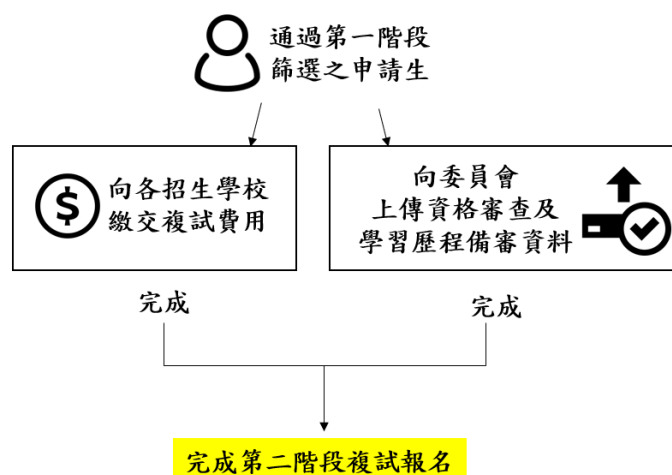 通過第一階段
篩選之申請生
$
向各招生學校
繳交複試費用
向委員會
上傳資格審查及
學習歷程備審資料
完成
完成
完成第二階段複試報名